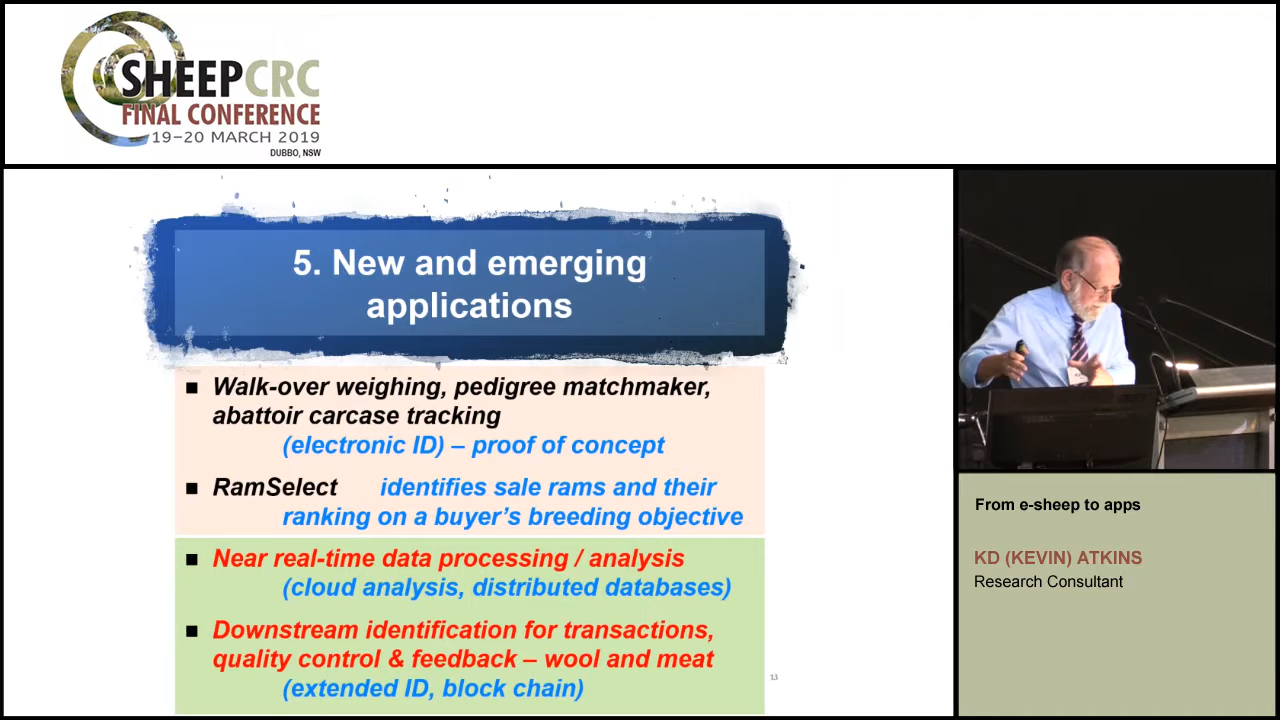 SHEEPCRC
FINAL CONFERENCE
19–20 MARCH 2019
DUBBO, NSW
5. New and emerging
applications
■ Walk-over weighing, pedigree matchmaker,
abattoir carcase tracking
(electronic ID) – proof of concept
■ RamSelect identifies sale rams and their
ranking on a buyer's breeding objective
■ Near real-time data processing / analysis
(cloud analysis, distributed databases)
■ Downstream identification for transactions,
quality control & feedback – wool and meat
(extended ID, block chain)
13
From e-sheep to apps
KD (KEVIN) ATKINS
Research Consultant